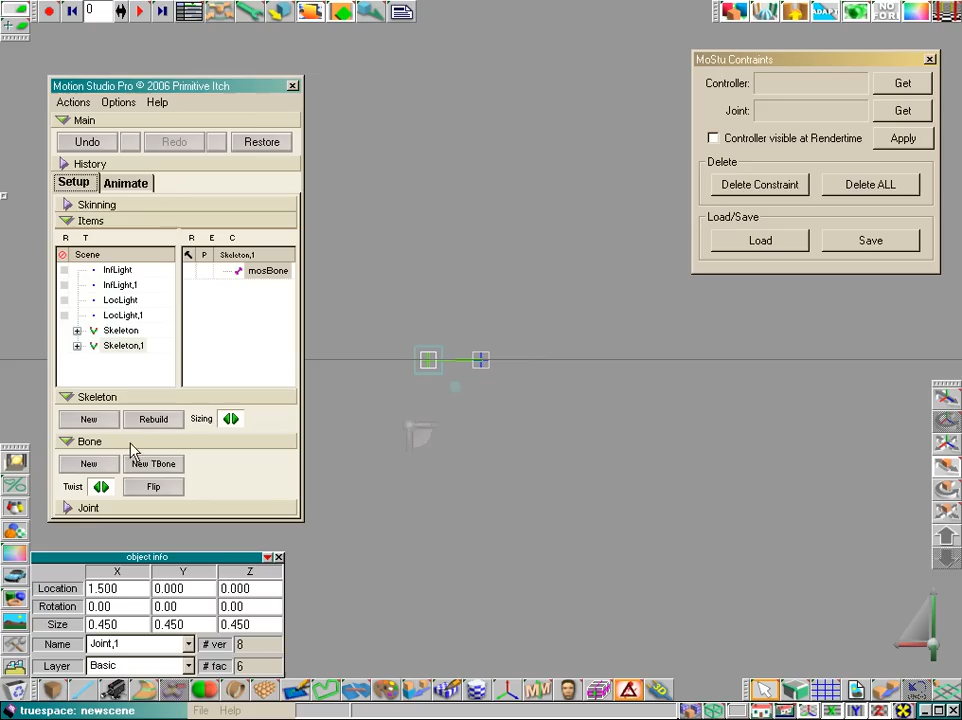 0
ADAPT
NO
FOR
Motion Studio Pro © 2006 Primitive Itch
Actions Options Help
Main
Undo Redo Restore
History
Setup Animate
Skinning
Items
R T R E C
Scene P Skeleton,1
InfLight mosBone
InfLight,1
LocLight
LocLight,1
Skeleton
Skeleton,1
Skeleton
New Rebuild Sizing
Bone
New New TBone
Twist Flip
Joint
MoStu Contraints
Controller: Get
Joint: Get
Controller visible at Rendertime Apply
Delete
Delete Constraint Delete ALL
Load/Save
Load Save
object info
X Y Z
Location 1.500 0.000 0.000
Rotation 0.00 0.00 0.00
Size 0.450 0.450 0.450
Name Joint,1 # ver 8
Layer Basic # fac 6
MW
truespace: newscene File Help